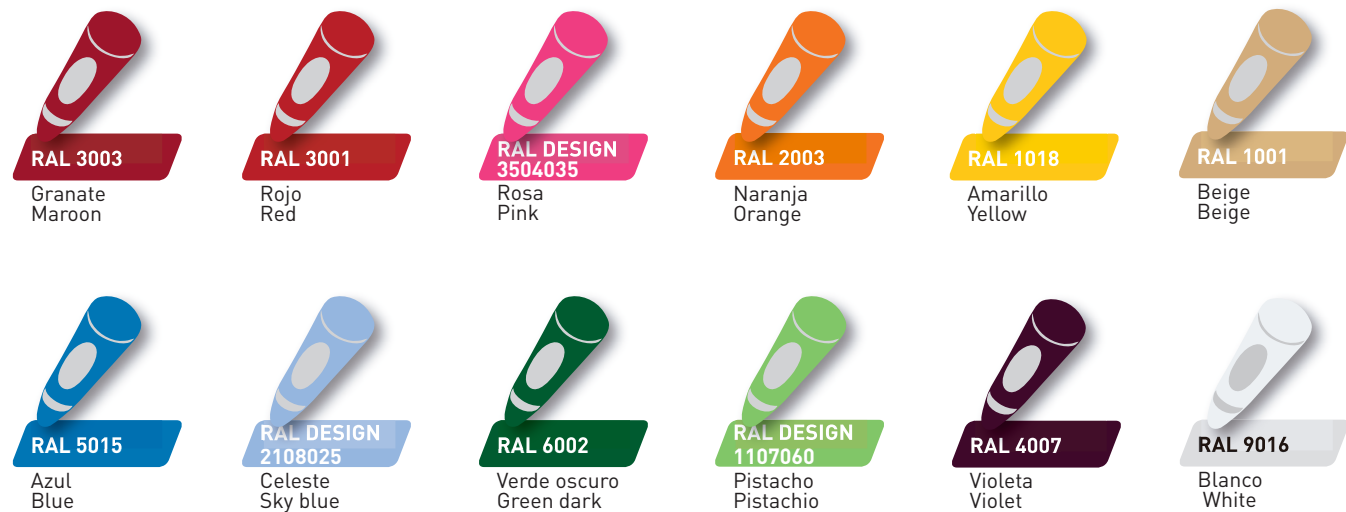 RAL 3003
Granate
Maroon
RAL 3001
Rojo
Red
RAL DESIGN
3504035
Rosa
Pink
RAL 2003
Naranja
Orange
RAL 1018
Amarillo
Yellow
RAL 1001
Beige
Beige
RAL 5015
Azul
Blue
RAL DESIGN
2108025
Celeste
Sky blue
RAL 6002
Verde oscuro
Green dark
RAL DESIGN
1107060
Pistacho
Pistachio
RAL 4007
Violeta
Violet
RAL 9016
Blanco
White